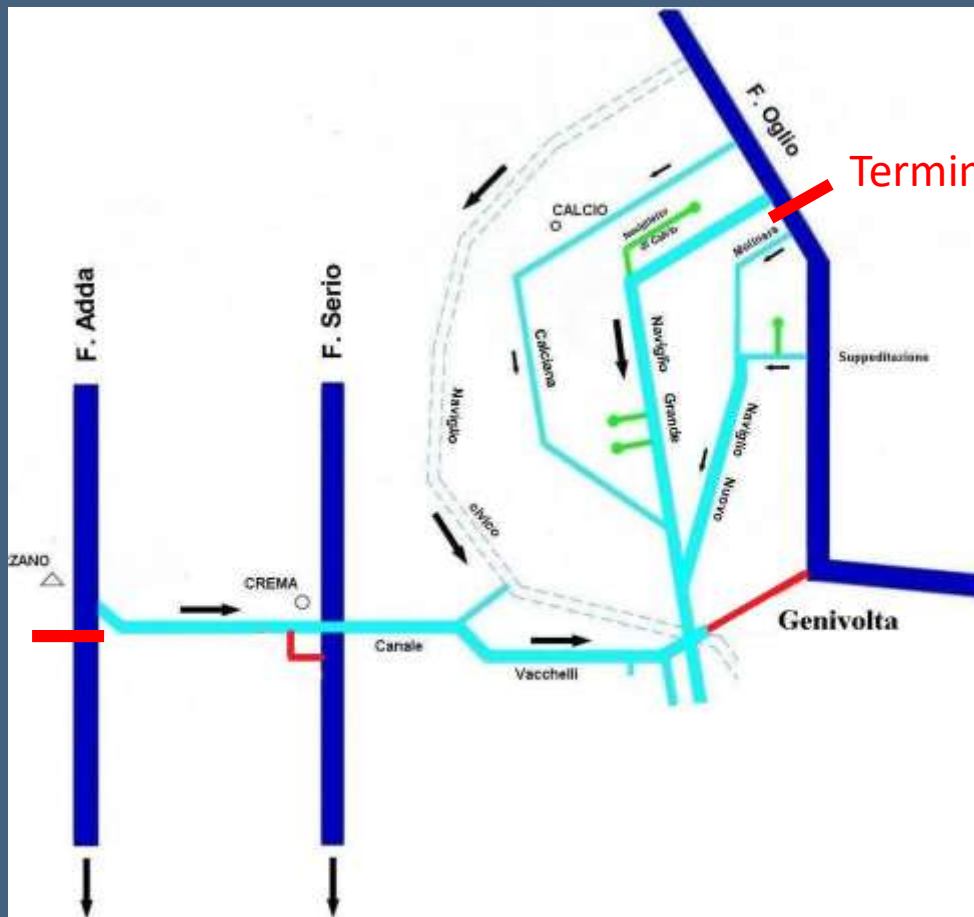 F. Oglio
Termin
CALCIO
Naviglietto
di Calcio
Molinara
F. Adda
F. Serio
Calciana
Naviglio
Grande
Suppeditazione
Naviglio
Naviglio
Nuovo
civico
ZANO
CREMA
Genivolta
Canale
Vacchelli